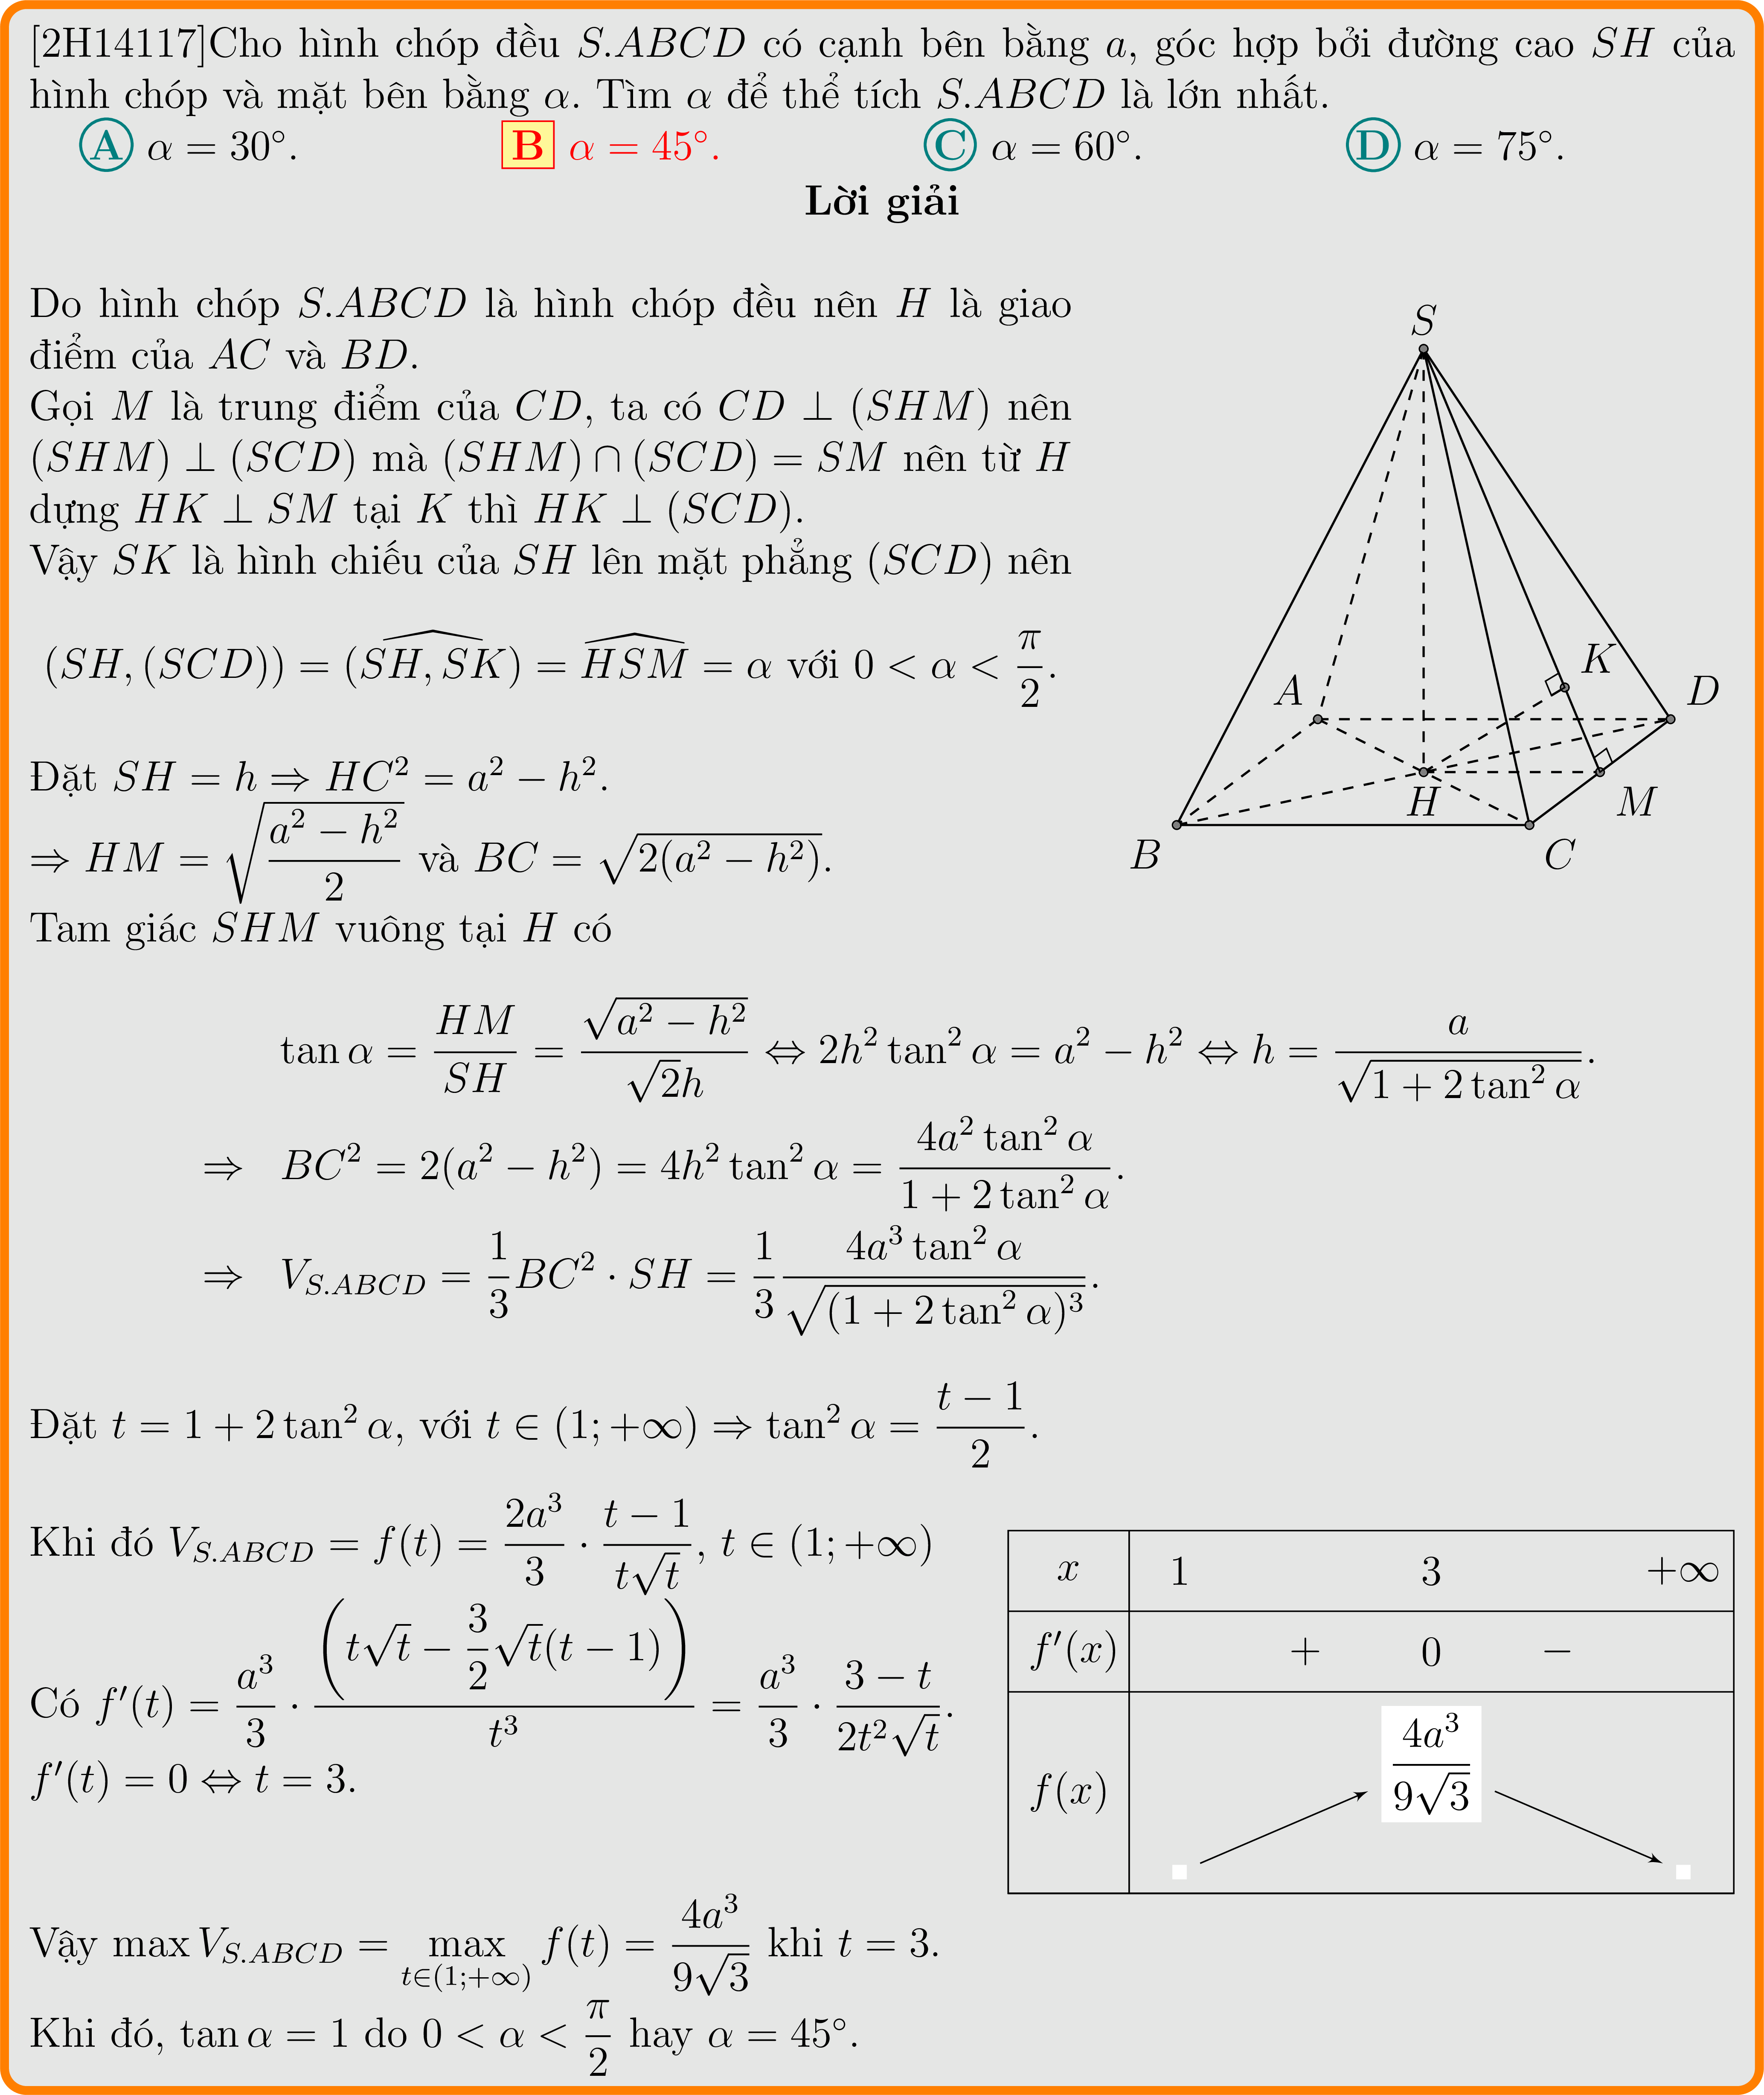 [2H14117]Cho hình chóp đều S.ABCD có cạnh bên bằng a, góc hợp bởi đường cao SH của
hình chóp và mặt bên bằng α. Tìm α để thể tích S.ABCD là lớn nhất.
A α = 30°. B α = 45°. C α = 60°. D α = 75°.
Lời giải
Do hình chóp S.ABCD là hình chóp đều nên H là giao
điểm của AC và BD.
Gọi M là trung điểm của CD, ta có CD ⊥ (SHM) nên
(SHM) ⊥ (SCD) mà (SHM) ∩ (SCD) = SM nên từ H
dựng HK ⊥ SM tại K thì HK ⊥ (SCD).
Vậy SK là hình chiếu của SH lên mặt phẳng (SCD) nên
$(SH, (SCD)) = (\widehat{SH, SK}) = \widehat{HSM} = \alpha$ với $0 < \alpha < \frac{\pi}{2}$.
S
A
K
D
H
M
B
C
Đặt $SH = h \Rightarrow HC^2 = a^2 - h^2$.
$\Rightarrow HM = \sqrt{\frac{a^2 - h^2}{2}}$ và $BC = \sqrt{2(a^2 - h^2)}$.
Tam giác SHM vuông tại H có
$\tan\alpha = \frac{HM}{SH} = \frac{\sqrt{a^2 - h^2}}{\sqrt{2}h} \Leftrightarrow 2h^2\tan^2\alpha = a^2 - h^2 \Leftrightarrow h = \frac{a}{\sqrt{1 + 2\tan^2\alpha}}$.
$\Rightarrow BC^2 = 2(a^2 - h^2) = 4h^2\tan^2\alpha = \frac{4a^2\tan^2\alpha}{1 + 2\tan^2\alpha}$.
$\Rightarrow V_{S.ABCD} = \frac{1}{3}BC^2 \cdot SH = \frac{1}{3}\frac{4a^3\tan^2\alpha}{\sqrt{(1 + 2\tan^2\alpha)^3}}$.
Đặt $t = 1 + 2\tan^2\alpha$, với $t \in (1; +\infty) \Rightarrow \tan^2\alpha = \frac{t - 1}{2}$.
Khi đó $V_{S.ABCD} = f(t) = \frac{2a^3}{3} \cdot \frac{t - 1}{t\sqrt{t}}$, $t \in (1; +\infty)$
Có $f'(t) = \frac{a^3}{3} \cdot \frac{\left(t\sqrt{t} - \frac{3}{2}\sqrt{t}(t - 1)\right)}{t^3} = \frac{a^3}{3} \cdot \frac{3 - t}{2t^2\sqrt{t}}$.
$f'(t) = 0 \Leftrightarrow t = 3$.
x 1 3 +∞
f′(x) + 0 −
f(x) $\frac{4a^3}{9\sqrt{3}}$
Vậy $\max V_{S.ABCD} = \max_{t \in (1; +\infty)} f(t) = \frac{4a^3}{9\sqrt{3}}$ khi $t = 3$.
Khi đó, $\tan\alpha = 1$ do $0 < \alpha < \frac{\pi}{2}$ hay $\alpha = 45°$.